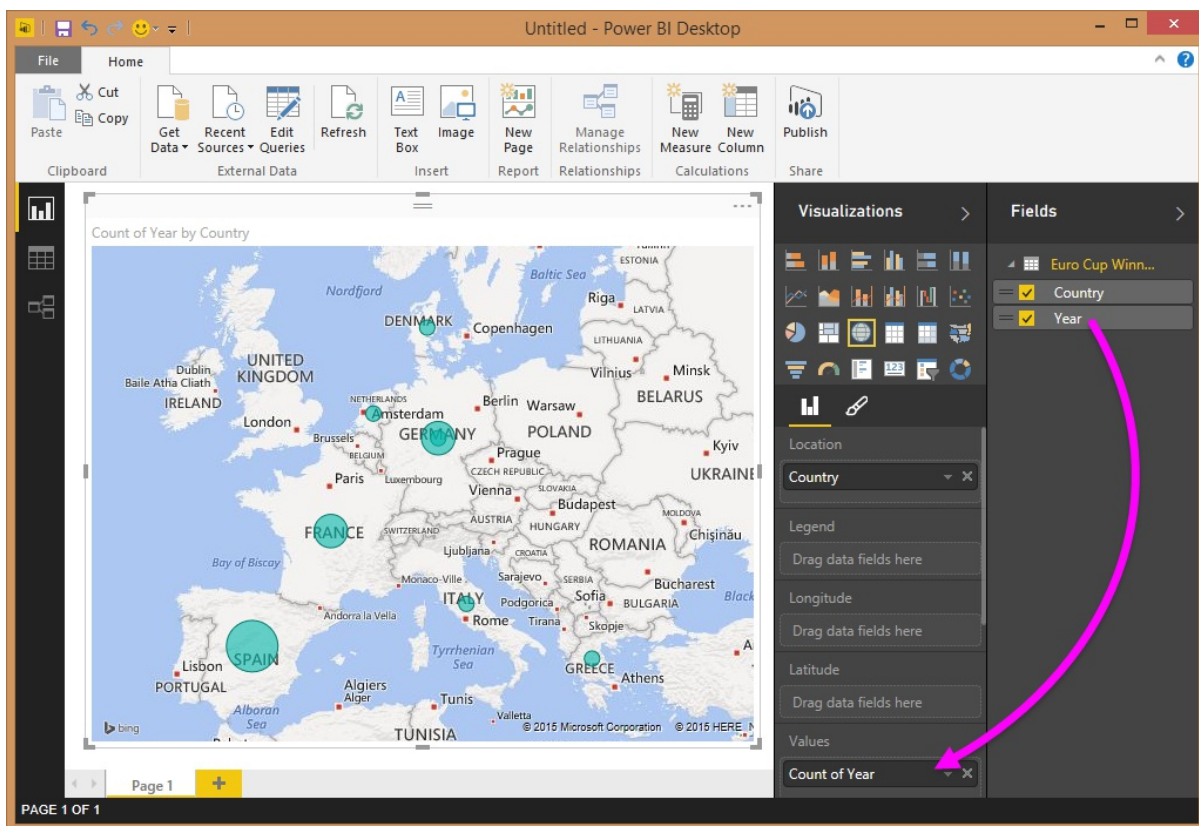 Untitled - Power BI Desktop
File Home
Paste
Cut
Copy
Get Data
Recent Sources
Edit Queries
Refresh
Text Box
Image
New Page
Manage Relationships
New Measure
New Column
Publish
Clipboard External Data Insert Report Relationships Calculations Share
Count of Year by Country
ESTONIA
Baltic Sea
Nordfjord
Riga
LATVIA
DENMARK
Copenhagen
LITHUANIA
UNITED KINGDOM
Dublin
Baile Atha Cliath
Vilnius
Minsk
IRELAND
NETHERLANDS
Amsterdam
Berlin
Warsaw
BELARUS
London
Brussels
GERMANY
POLAND
BELGIUM
Prague
Kyiv
Paris
Luxembourg
CZECH REPUBLIC
UKRAINE
Vienna
SLOVAKIA
Budapest
MOLDOVA
FRANCE
SWITZERLAND
AUSTRIA
HUNGARY
Chişinău
Ljubljana
CROATIA
ROMANIA
Bay of Biscay
Monaco-Ville
Sarajevo
SERBIA
Bucharest
ITALY
Podgorica
Sofia
BULGARIA
Black
Andorra la Vella
Rome
Tirana
Skopje
SPAIN
Tyrrhenian Sea
GREECE
Athens
A
Lisbon
PORTUGAL
Algiers
Alger
Tunis
Alboran Sea
Valletta
TUNISIA
bing
© 2015 Microsoft Corporation © 2015 HERE
Page 1
PAGE 1 OF 1
Visualizations
Location
Country
Legend
Drag data fields here
Longitude
Drag data fields here
Latitude
Drag data fields here
Values
Count of Year
Fields
Euro Cup Winn...
Country
Year